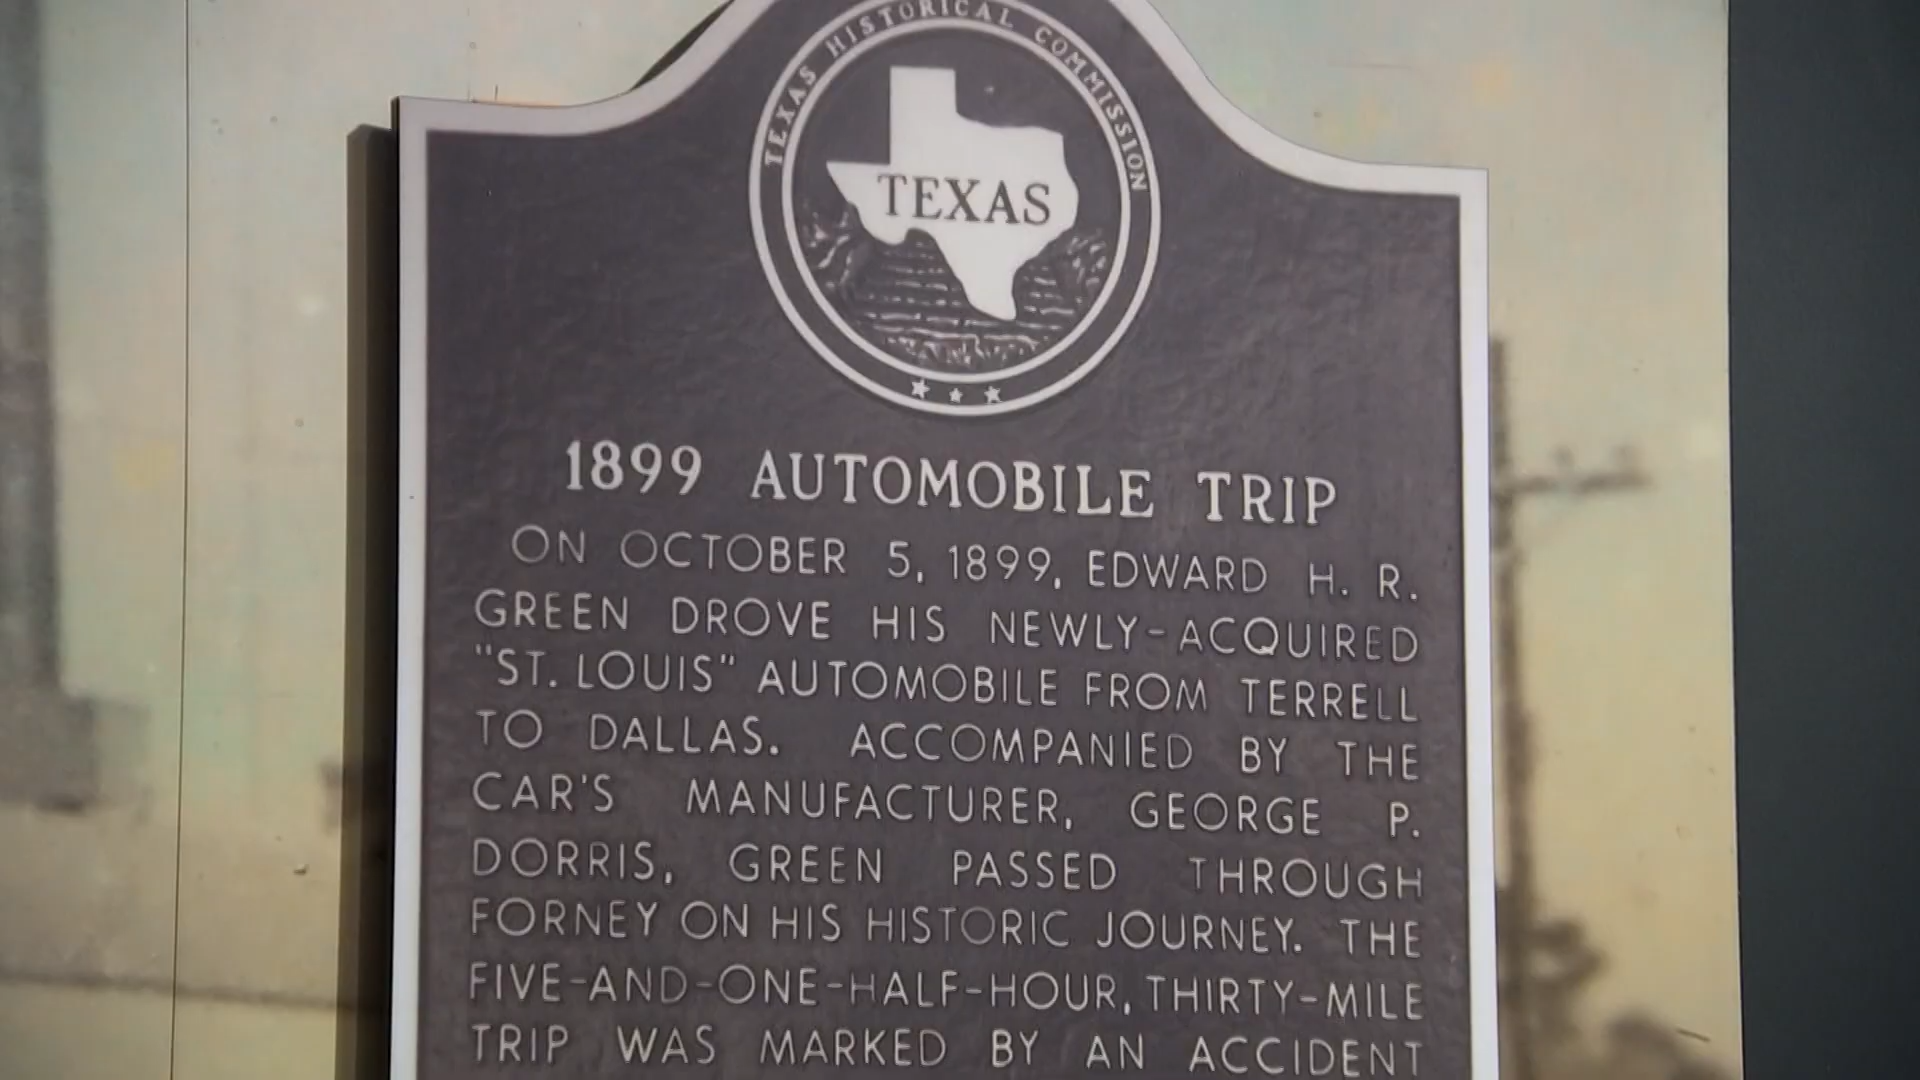 TEXAS HISTORICAL COMMISSION
TEXAS
1899 AUTOMOBILE TRIP
ON OCTOBER 5, 1899, EDWARD H. R.
GREEN DROVE HIS NEWLY-ACQUIRED
"ST. LOUIS" AUTOMOBILE FROM TERRELL
TO DALLAS. ACCOMPANIED BY THE
CAR'S MANUFACTURER, GEORGE P.
DORRIS, GREEN PASSED THROUGH
FORNEY ON HIS HISTORIC JOURNEY. THE
FIVE-AND-ONE-HALF-HOUR, THIRTY-MILE
TRIP WAS MARKED BY AN ACCIDENT